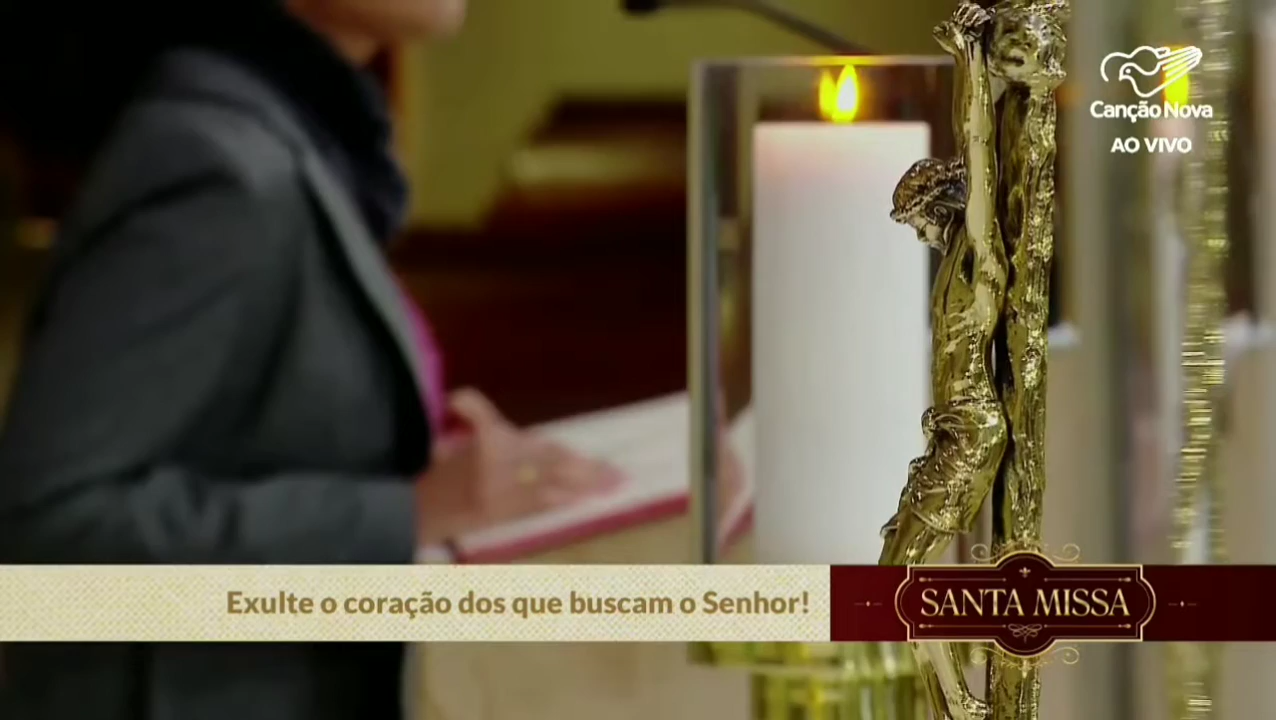 Canção Nova
AO VIVO
Exulte o coração dos que buscam o Senhor!
SANTA MISSA